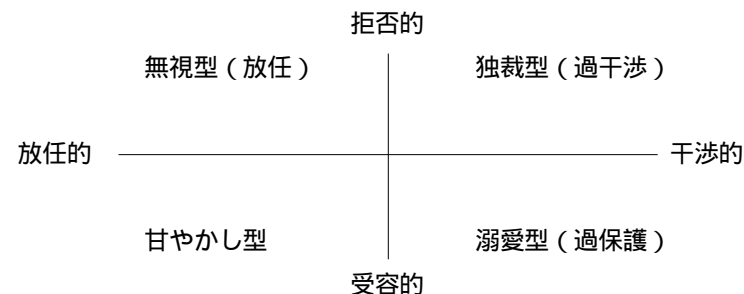 拒否的
無視型（放任）
独裁型（過干渉）
放任的
干渉的
甘やかし型
溺愛型（過保護）
受容的